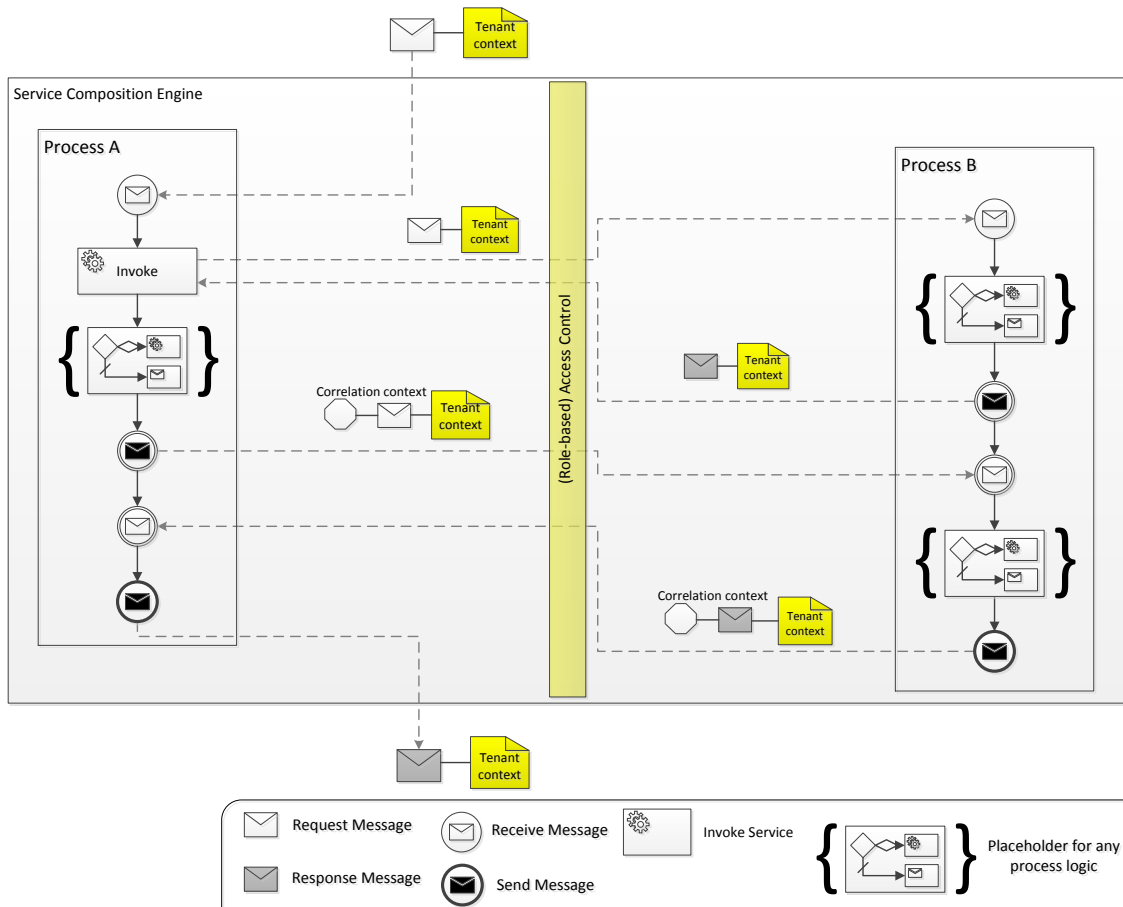 Tenant
context
Service Composition Engine
Process A
Process B
Tenant
context
Invoke
(Role-based) Access Control
Tenant
context
Correlation context
Tenant
context
Correlation context
Tenant
context
Tenant
context
Request Message
Receive Message
Invoke Service
Placeholder for any
process logic
Response Message
Send Message